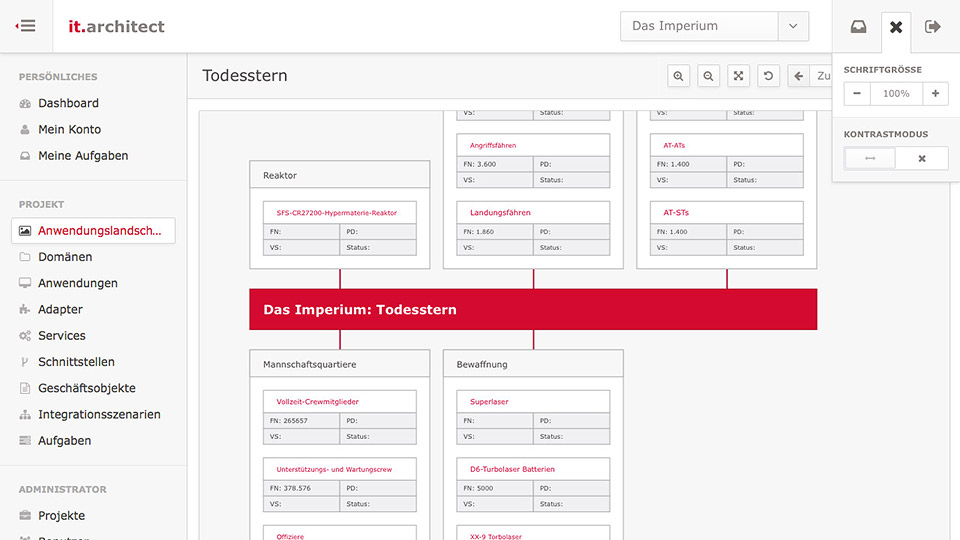 it.architect
Das Imperium
PERSÖNLICHES
Dashboard
Mein Konto
Meine Aufgaben
PROJEKT
Anwendungslandsch...
Domänen
Anwendungen
Adapter
Services
Schnittstellen
Geschäftsobjekte
Integrationsszenarien
Aufgaben
ADMINISTRATOR
Projekte
Benutzer
Todesstern
Zu
SCHRIFTGRÖSSE
100%
KONTRASTMODUS
Reaktor
SFS-CR27200-Hypermaterie-Reaktor
FN: PD:
VS: Status:
VS: Status:
Angriffsfähren
FN: 3.600 PD:
VS: Status:
Landungsfähren
FN: 1.860 PD:
VS: Status:
VS: Status:
AT-ATs
FN: 1.400 PD:
VS: Status:
AT-STs
FN: 1.400 PD:
VS: Status:
Das Imperium: Todesstern
Mannschaftsquartiere
Vollzeit-Crewmitglieder
FN: 265657 PD:
VS: Status:
Unterstützungs- und Wartungscrew
FN: 378.576 PD:
VS: Status:
Offiziere
Bewaffnung
Superlaser
FN: PD:
VS: Status:
D6-Turbolaser Batterien
FN: 5000 PD:
VS: Status:
XX-9 Torbolaser